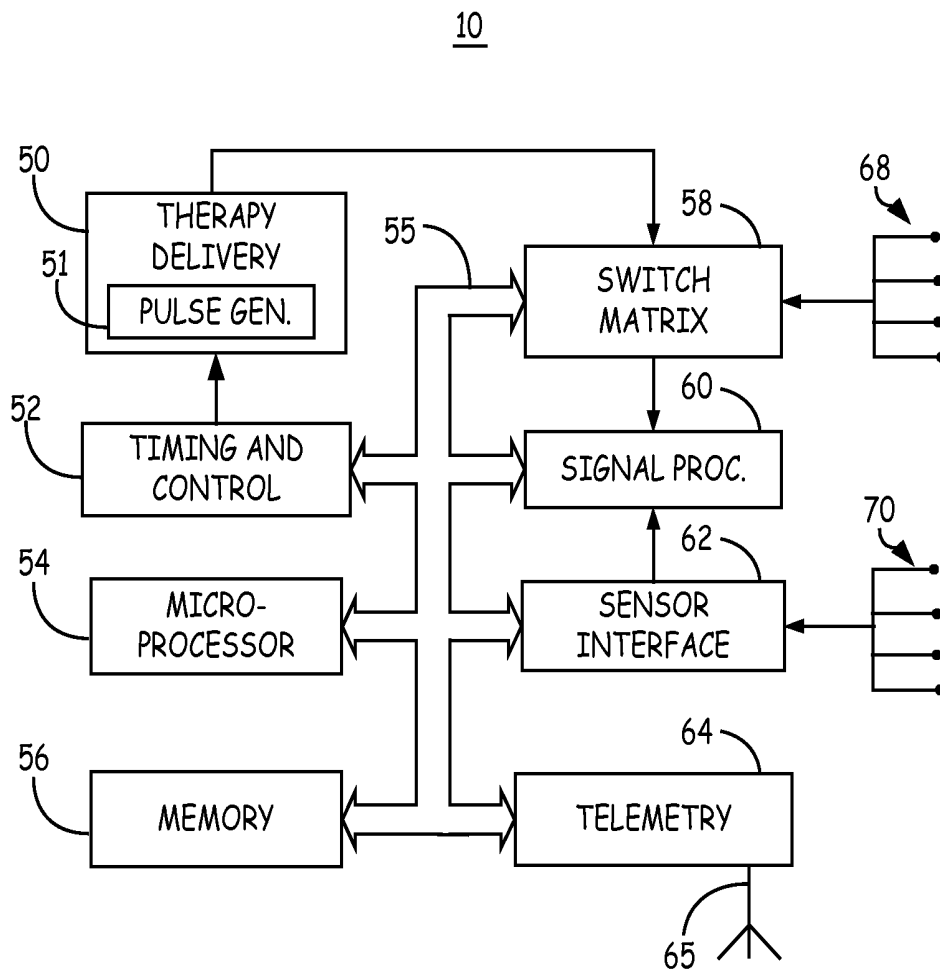 10
50
THERAPY
DELIVERY
51
PULSE GEN.
55
58
SWITCH
MATRIX
68
52
TIMING AND
CONTROL
60
SIGNAL PROC.
54
MICRO-
PROCESSOR
62
SENSOR
INTERFACE
70
56
MEMORY
64
TELEMETRY
65